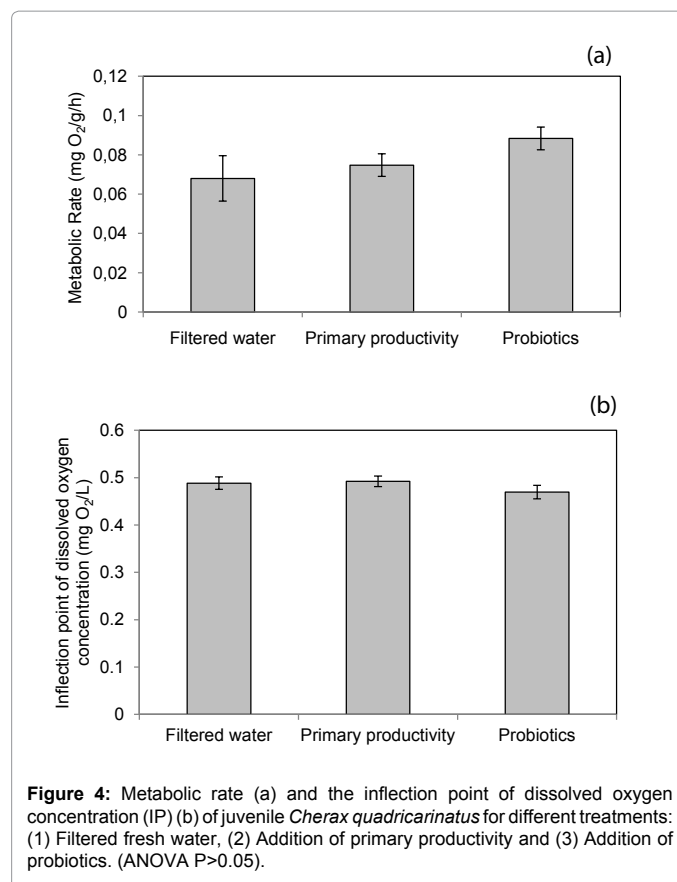 (a)
Metabolic Rate (mg O₂/g/h)
0,12
0,1
0,08
0,06
0,04
0,02
0
Filtered water Primary productivity Probiotics
(b)
Inflection point of dissolved oxygen
concentration (mg O₂/L)
0.6
0.5
0.4
0.3
0.2
0.1
0
Filtered water Primary productivity Probiotics
Figure 4: Metabolic rate (a) and the inflection point of dissolved oxygen
concentration (IP) (b) of juvenile Cherax quadricarinatus for different treatments:
(1) Filtered fresh water, (2) Addition of primary productivity and (3) Addition of
probiotics. (ANOVA P>0.05).